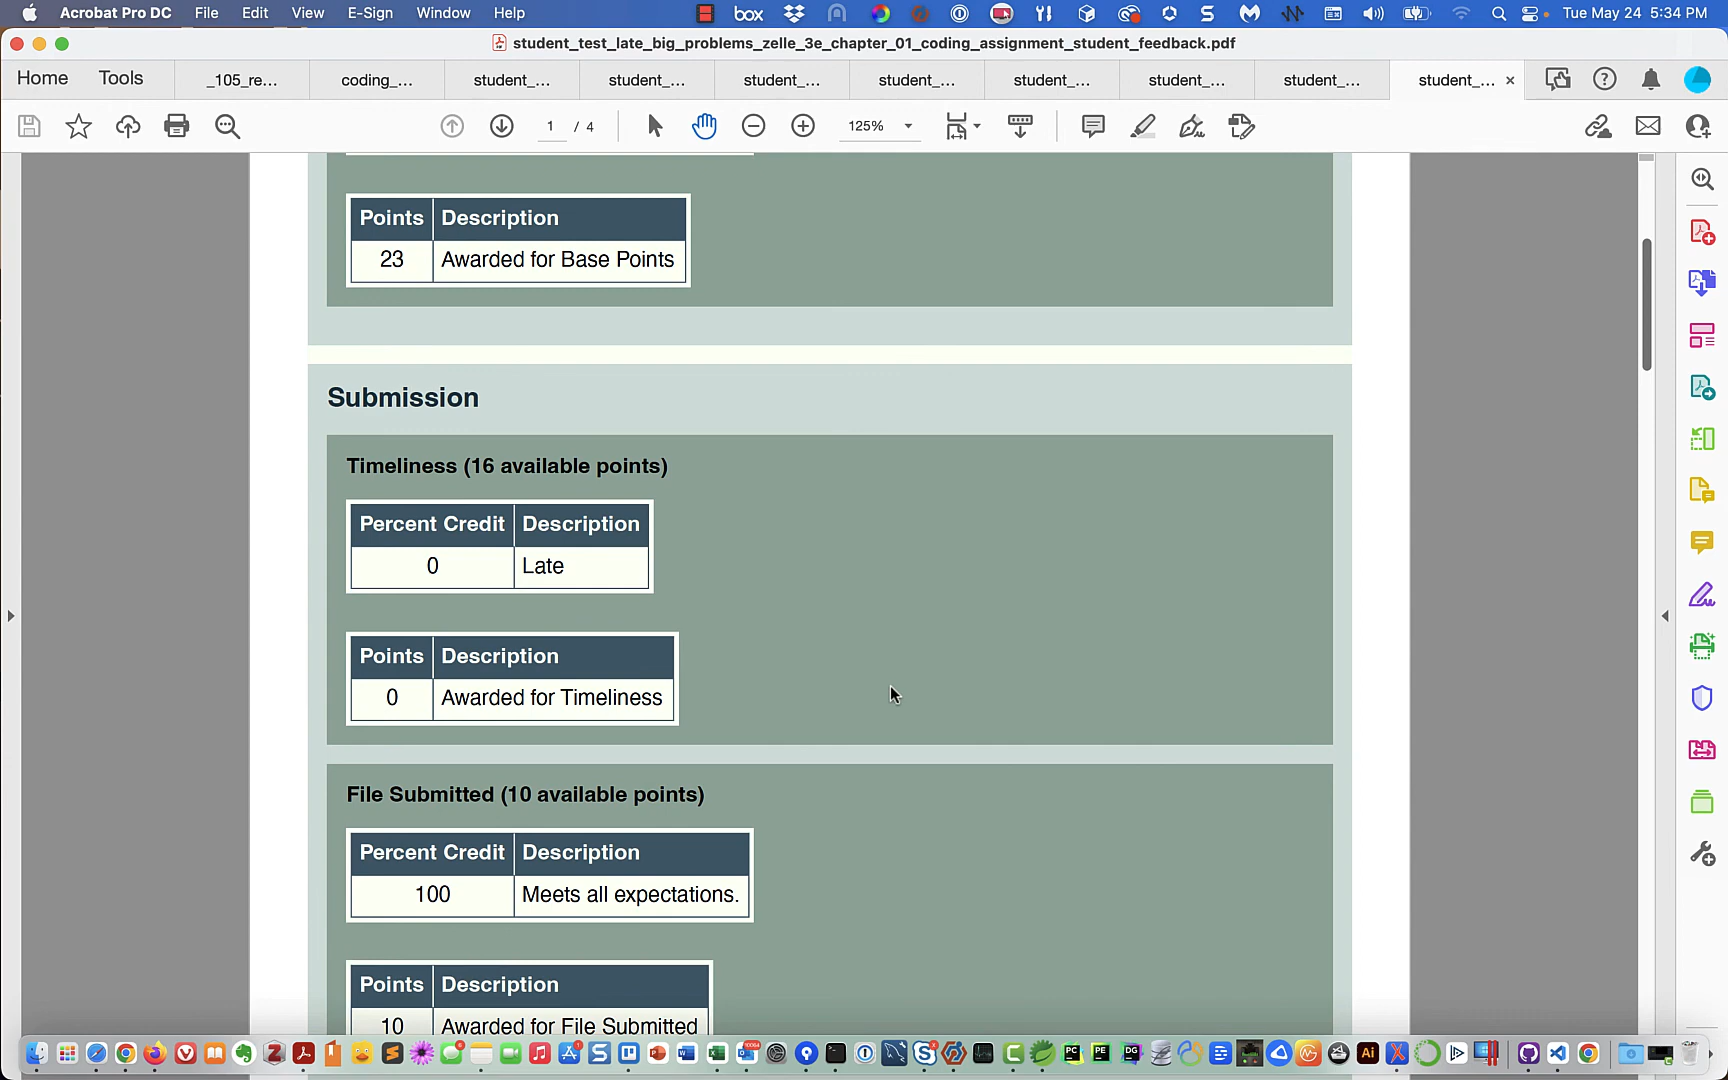 Acrobat Pro DC File Edit View E-Sign Window Help box Tue May 24 5:34 PM
student_test_late_big_problems_zelle_3e_chapter_01_coding_assignment_student_feedback.pdf
Home Tools _105_re... coding_... student_... student_... student_... student_... student_... student_... student_... student_... ×
1 / 4 125%
Points Description
23 Awarded for Base Points
Submission
Timeliness (16 available points)
Percent Credit Description
0 Late
Points Description
0 Awarded for Timeliness
File Submitted (10 available points)
Percent Credit Description
100 Meets all expectations.
Points Description
10 Awarded for File Submitted